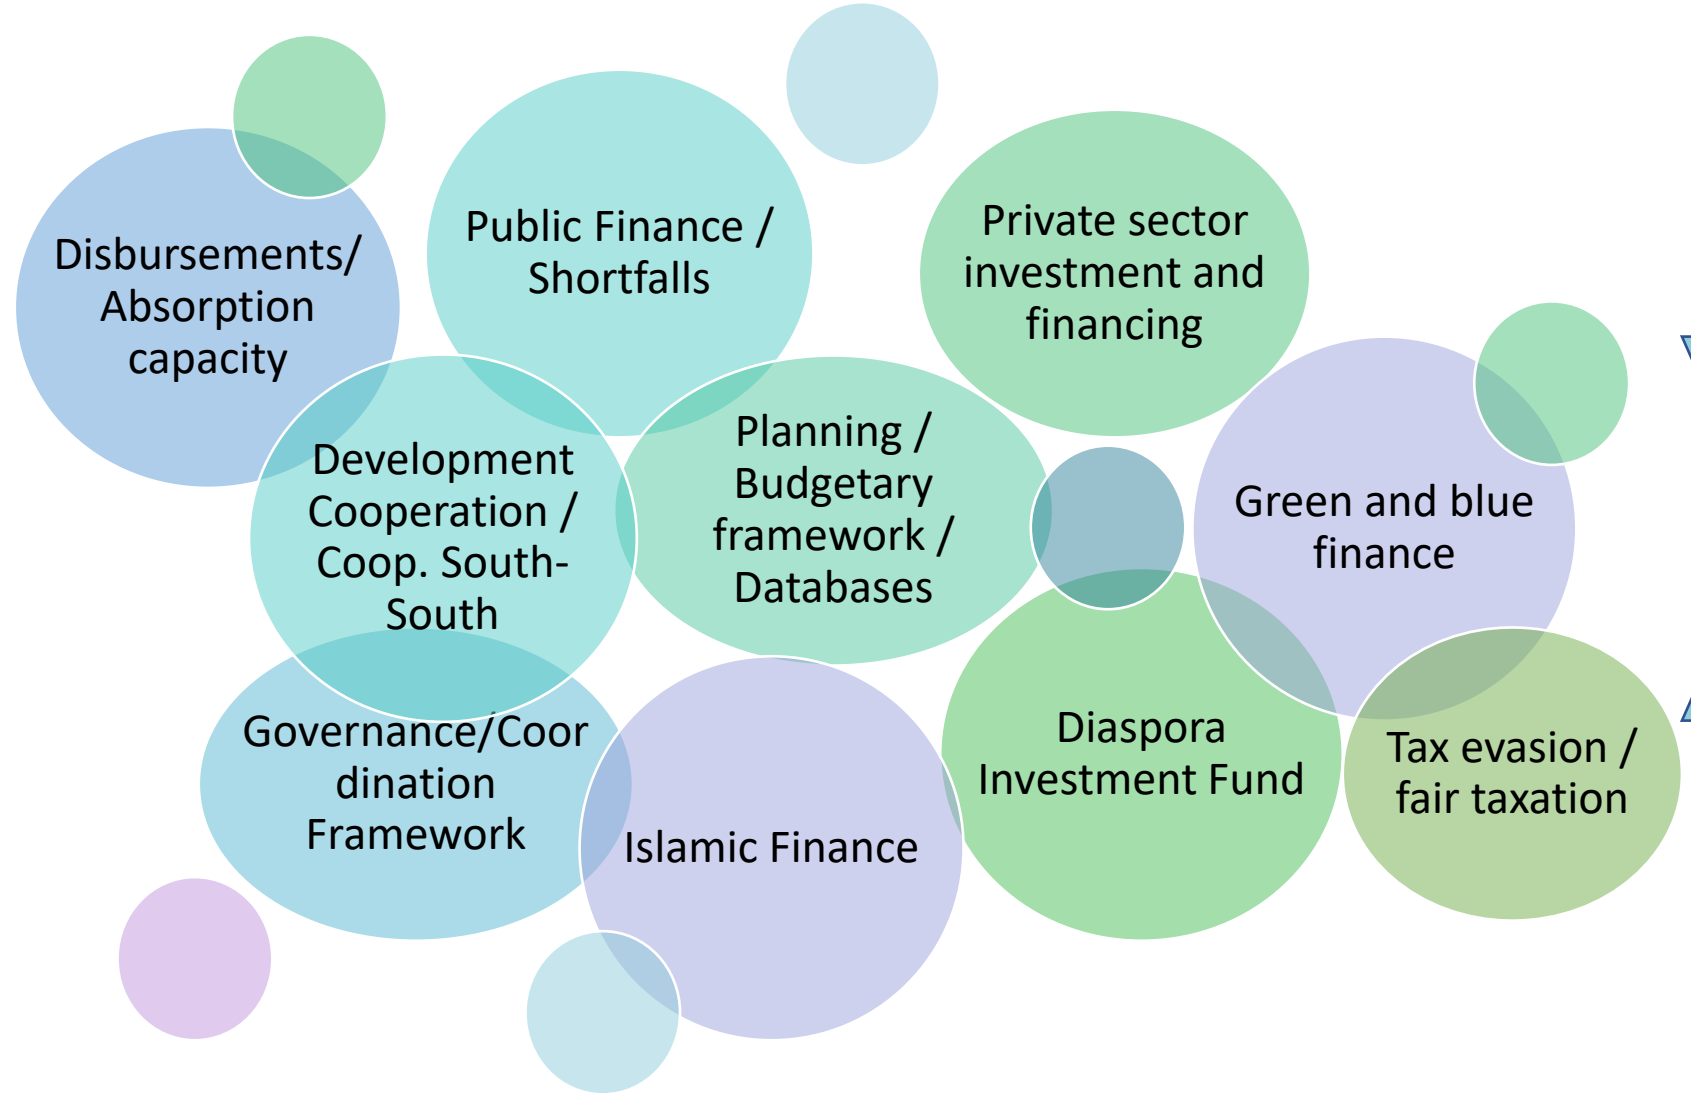 Disbursements/
Absorption
capacity
Public Finance /
Shortfalls
Private sector
investment and
financing
Development
Cooperation /
Coop. South-
South
Planning /
Budgetary
framework /
Databases
Green and blue
finance
Governance/Coor
dination
Framework
Islamic Finance
Diaspora
Investment Fund
Tax evasion /
fair taxation